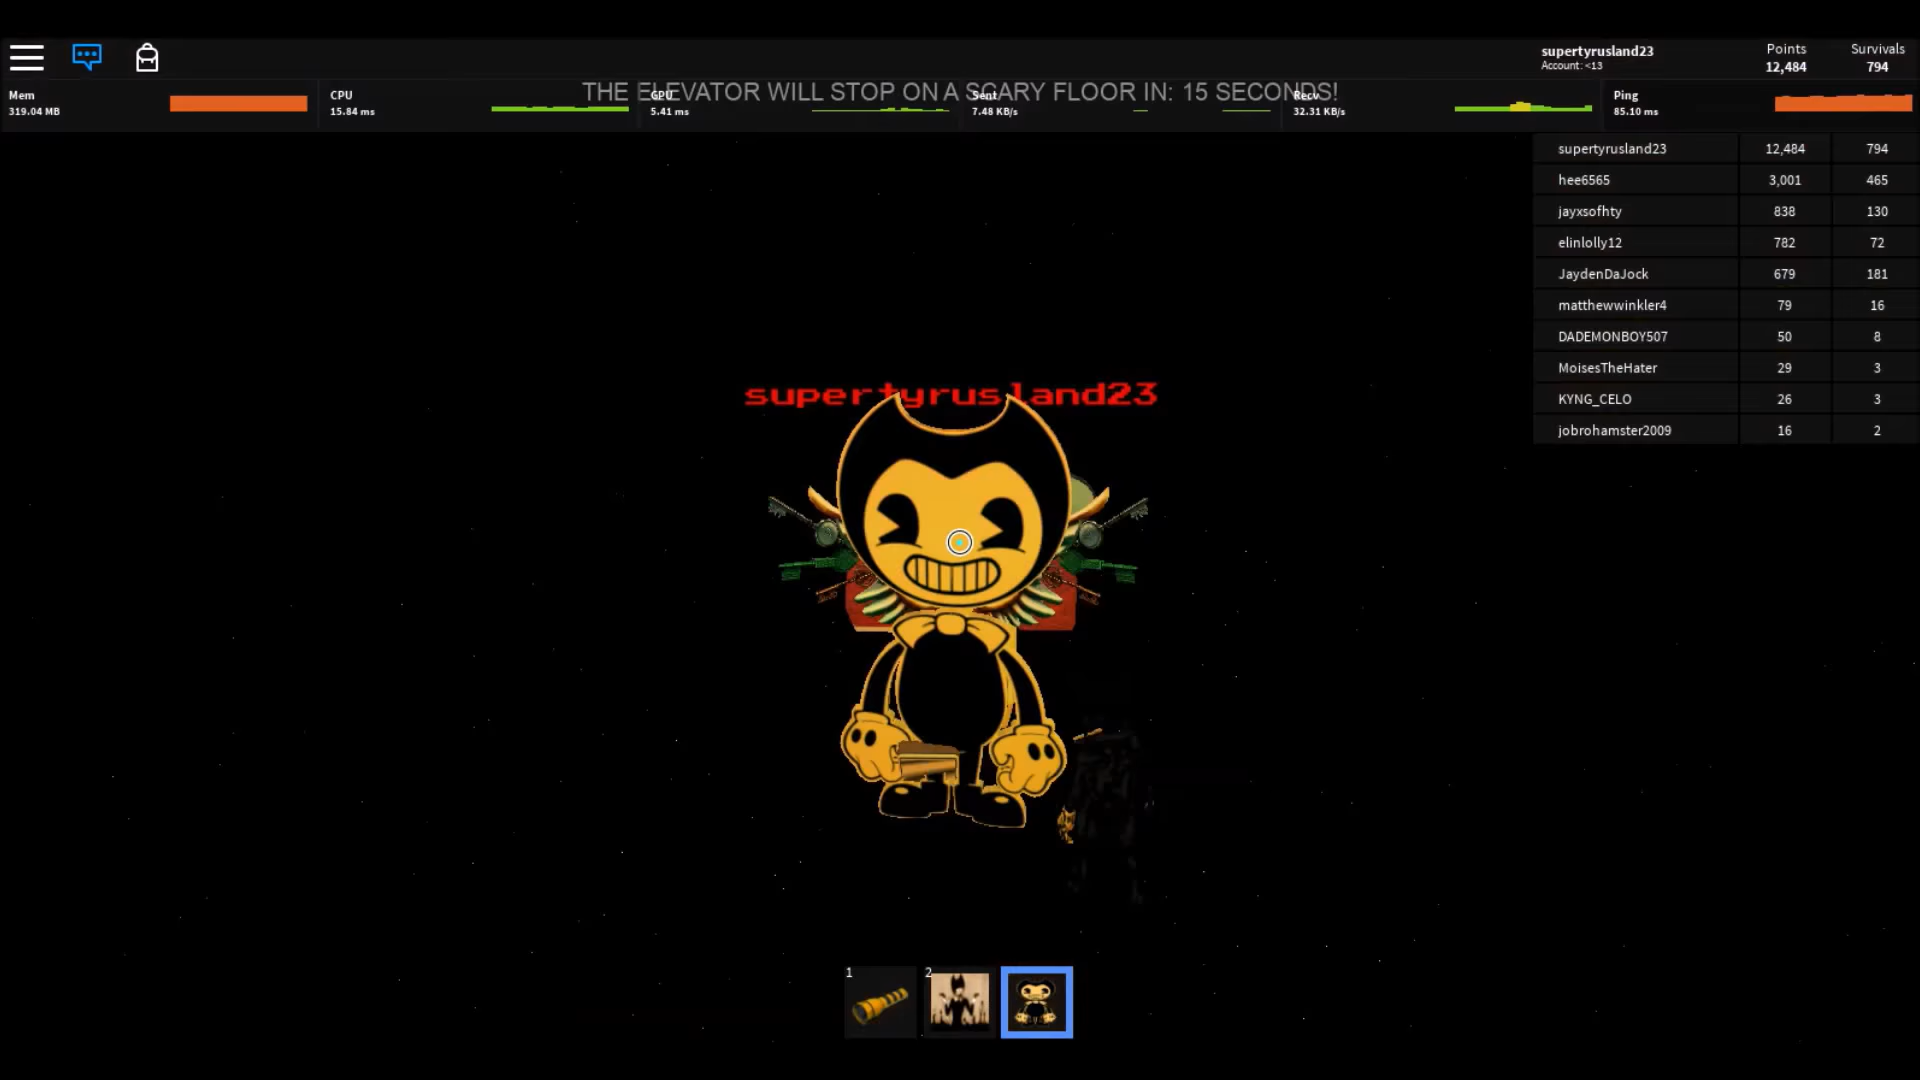 supertyrusland23 Points Survivals
Account: <13 12,484 794
THE ELEVATOR WILL STOP ON A SCARY FLOOR IN: 15 SECONDS!
Mem CPU GPU Sent Recv Ping
319.04 MB 15.84 ms 5.41 ms 7.48 KB/s 32.31 KB/s 85.10 ms
supertyrusland23 12,484 794
hee6565 3,001 465
jayxsofhty 838 130
elinlolly12 782 72
JaydenDaJock 679 181
matthewwinkler4 79 16
DADEMONBOY507 50 8
MoisesTheHater 29 3
KYNG_CELO 26 3
jobrohamster2009 16 2
supertyrusland23
1 2